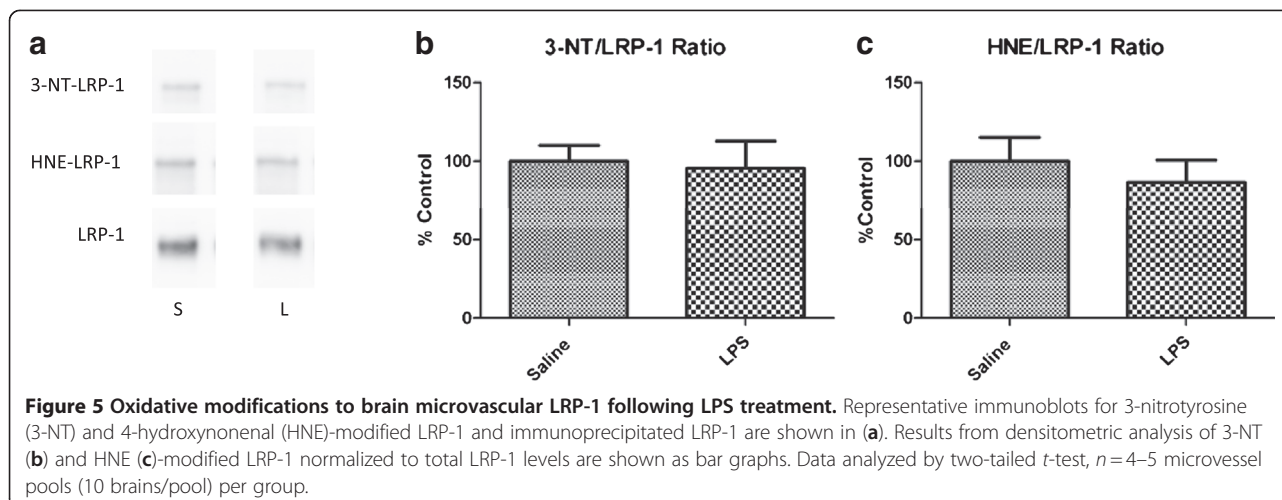 a
3-NT-LRP-1
HNE-LRP-1
LRP-1
S L
b
3-NT/LRP-1 Ratio
% Control
150
100
50
0
Saline
LPS
c
HNE/LRP-1 Ratio
%Control
150
100
50
0
Saline
LPS
Figure 5 Oxidative modifications to brain microvascular LRP-1 following LPS treatment. Representative immunoblots for 3-nitrotyrosine
(3-NT) and 4-hydroxynonenal (HNE)-modified LRP-1 and immunoprecipitated LRP-1 are shown in (a). Results from densitometric analysis of 3-NT
(b) and HNE (c)-modified LRP-1 normalized to total LRP-1 levels are shown as bar graphs. Data analyzed by two-tailed t-test, n = 4–5 microvessel
pools (10 brains/pool) per group.